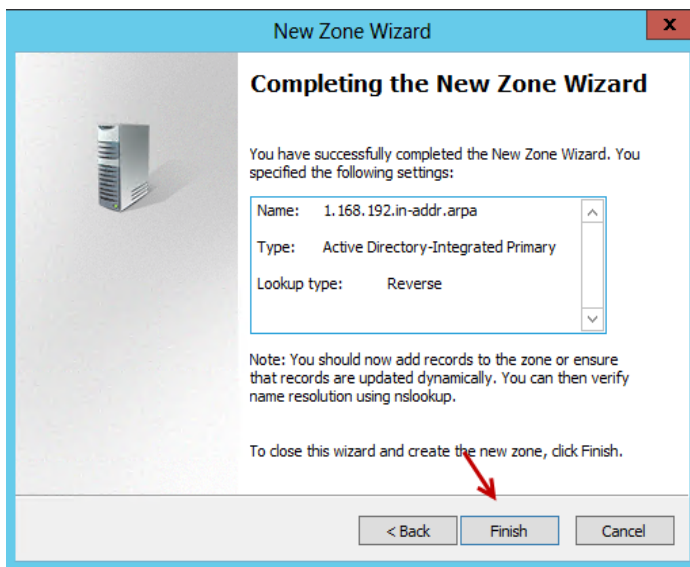 New Zone Wizard
x
Completing the New Zone Wizard
You have successfully completed the New Zone Wizard. You
specified the following settings:
Name: 1.168.192.in-addr.arpa
Type: Active Directory-Integrated Primary
Lookup type: Reverse
Note: You should now add records to the zone or ensure
that records are updated dynamically. You can then verify
name resolution using nslookup.
To close this wizard and create the new zone, click Finish.
< Back Finish Cancel